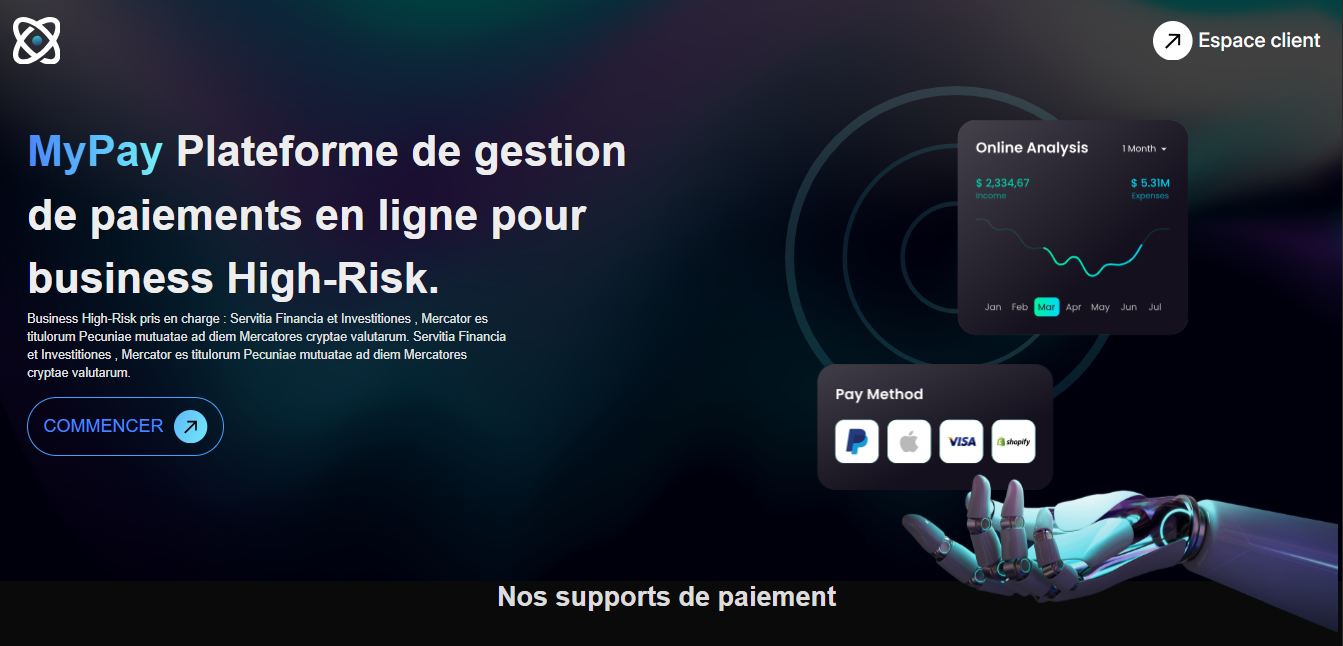 Espace client
MyPay Plateforme de gestion
de paiements en ligne pour
business High-Risk.
Business High-Risk pris en charge : Servitia Financia et Investitiones , Mercator es
titulorum Pecuniae mutuatae ad diem Mercatores cryptae valutarum. Servitia Financia
et Investitiones , Mercator es titulorum Pecuniae mutuatae ad diem Mercatores
cryptae valutarum.
COMMENCER
Online Analysis 1 Month
$ 2,334,67 $ 5.31M
Income Expenses
Jan Feb Mar Apr May Jun Jul
Pay Method
VISA shopify
Nos supports de paiement